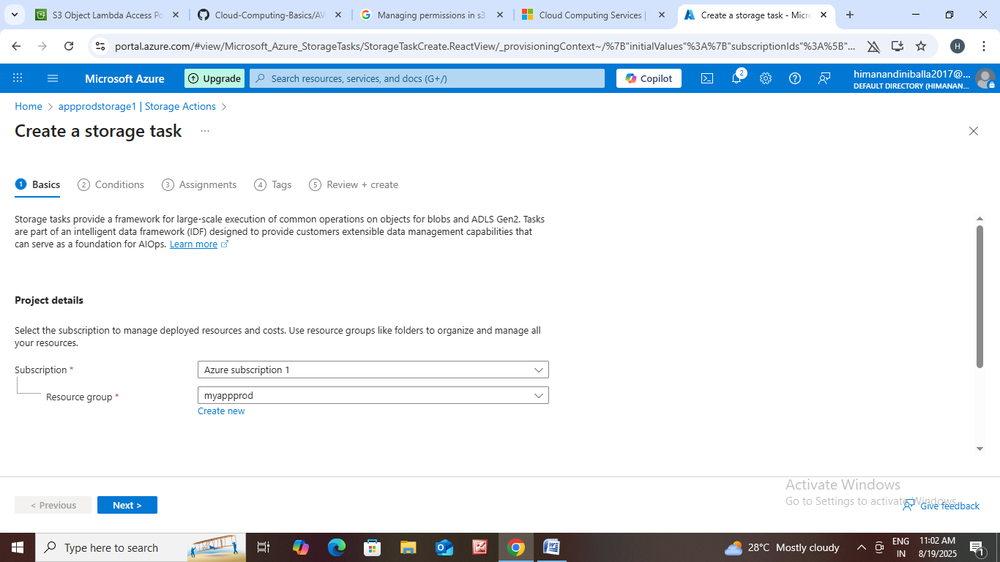 S3 Object Lambda Access Po
Cloud-Computing-Basics/AW
Managing permissions in s3
Cloud Computing Services |
Create a storage task - Micro
portal.azure.com/#view/Microsoft_Azure_StorageTasks/StorageTaskCreate.ReactView/_provisioningContext~/%7B"initialValues"%3A%7B"subscriptionIds"%3A%5B"...
H
Microsoft Azure
Upgrade
Search resources, services, and docs (G+/)
Copilot
2
himanandiniballa2017@...
DEFAULT DIRECTORY (HIMANAN...
Home > appprodstorage1 | Storage Actions >
Create a storage task ...
1 Basics 2 Conditions 3 Assignments 4 Tags 5 Review + create
Storage tasks provide a framework for large-scale execution of common operations on objects for blobs and ADLS Gen2. Tasks
are part of an intelligent data framework (IDF) designed to provide customers extensible data management capabilities that
can serve as a foundation for AIOps. Learn more
Project details
Select the subscription to manage deployed resources and costs. Use resource groups like folders to organize and manage all
your resources.
Subscription *
Azure subscription 1
Resource group *
myappprod
Create new
Activate Windows
Go to Settings to activate Windows.
< Previous
Next >
Give feedback
Type here to search
28°C Mostly cloudy
ENG
IN
11:02 AM
8/19/2025
1